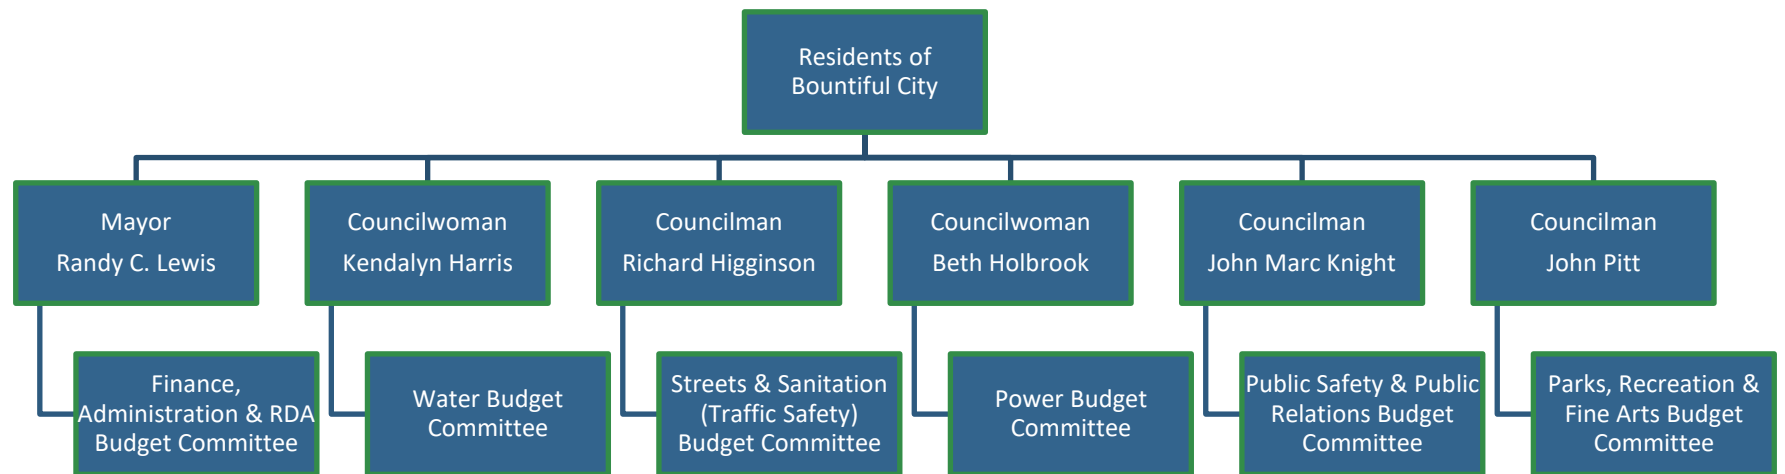 Residents of
Bountiful City
Mayor
Randy C. Lewis
Councilwoman
Kendalyn Harris
Councilman
Richard Higginson
Councilwoman
Beth Holbrook
Councilman
John Marc Knight
Councilman
John Pitt
Finance,
Administration & RDA
Budget Committee
Water Budget
Committee
Streets & Sanitation
(Traffic Safety)
Budget Committee
Power Budget
Committee
Public Safety & Public
Relations Budget
Committee
Parks, Recreation &
Fine Arts Budget
Committee